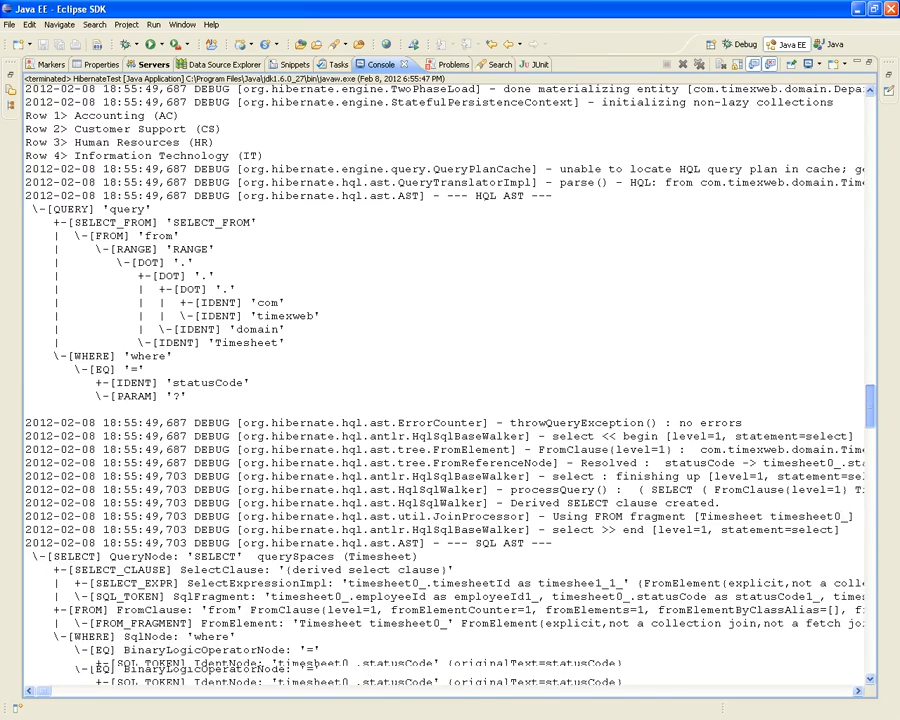 Java EE - Eclipse SDK
File Edit Navigate Search Project Run Window Help
Debug Java EE Java
Markers Properties Servers Data Source Explorer Snippets Tasks Console Problems Search JUnit
<terminated> HibernateTest [Java Application] C:\Program Files\Java\jdk1.6.0_27\bin\javaw.exe (Feb 8, 2012 6:55:47 PM)
2012-02-08 18:55:49,687 DEBUG [org.hibernate.engine.TwoPhaseLoad] - done materializing entity [com.timexweb.domain.Depa
2012-02-08 18:55:49,687 DEBUG [org.hibernate.engine.StatefulPersistenceContext] - initializing non-lazy collections
Row 1> Accounting (AC)
Row 2> Customer Support (CS)
Row 3> Human Resources (HR)
Row 4> Information Technology (IT)
2012-02-08 18:55:49,687 DEBUG [org.hibernate.engine.query.QueryPlanCache] - unable to locate HQL query plan in cache; ge
2012-02-08 18:55:49,687 DEBUG [org.hibernate.hql.ast.QueryTranslatorImpl] - parse() - HQL: from com.timexweb.domain.Time
2012-02-08 18:55:49,687 DEBUG [org.hibernate.hql.ast.AST] - --- HQL AST ---
 \-[QUERY] 'query'
    +-[SELECT_FROM] 'SELECT_FROM'
    |  \-[FROM] 'from'
    |     \-[RANGE] 'RANGE'
    |        \-[DOT] '.'
    |           +-[DOT] '.'
    |           |  +-[DOT] '.'
    |           |  |  +-[IDENT] 'com'
    |           |  |  \-[IDENT] 'timexweb'
    |           |  \-[IDENT] 'domain'
    |           \-[IDENT] 'Timesheet'
    \-[WHERE] 'where'
       \-[EQ] '='
          +-[IDENT] 'statusCode'
          \-[PARAM] '?'
2012-02-08 18:55:49,687 DEBUG [org.hibernate.hql.ast.ErrorCounter] - throwQueryException() : no errors
2012-02-08 18:55:49,687 DEBUG [org.hibernate.hql.antlr.HqlSqlBaseWalker] - select << begin [level=1, statement=select]
2012-02-08 18:55:49,687 DEBUG [org.hibernate.hql.ast.tree.FromElement] - FromClause{level=1} :  com.timexweb.domain.Time
2012-02-08 18:55:49,687 DEBUG [org.hibernate.hql.ast.tree.FromReferenceNode] - Resolved :  statusCode -> timesheet0_.sta
2012-02-08 18:55:49,703 DEBUG [org.hibernate.hql.antlr.HqlSqlBaseWalker] - select : finishing up [level=1, statement=sel
2012-02-08 18:55:49,703 DEBUG [org.hibernate.hql.ast.HqlSqlWalker] - processQuery() :  ( SELECT ( FromClause{level=1} Ti
2012-02-08 18:55:49,703 DEBUG [org.hibernate.hql.ast.HqlSqlWalker] - Derived SELECT clause created.
2012-02-08 18:55:49,703 DEBUG [org.hibernate.hql.ast.util.JoinProcessor] - Using FROM fragment [Timesheet timesheet0_]
2012-02-08 18:55:49,703 DEBUG [org.hibernate.hql.antlr.HqlSqlBaseWalker] - select >> end [level=1, statement=select]
2012-02-08 18:55:49,703 DEBUG [org.hibernate.hql.ast.AST] - --- SQL AST ---
 \-[SELECT] QueryNode: 'SELECT'  querySpaces (Timesheet)
    +-[SELECT_CLAUSE] SelectClause: '{derived select clause}'
    |  +-[SELECT_EXPR] SelectExpressionImpl: 'timesheet0_.timesheetId as timesheet1_1_' {FromElement{explicit,not a colle
    |  \-[SQL_TOKEN] SqlFragment: 'timesheet0_.employeeId as employeeId1_, timesheet0_.statusCode as statusCode1_, times
    +-[FROM] FromClause: 'from' FromClause{level=1, fromElementCounter=1, fromElements=1, fromElementByClassAlias=[], fr
    |  \-[FROM_FRAGMENT] FromElement: 'Timesheet timesheet0_' FromElement{explicit,not a collection join,not a fetch joi
    \-[WHERE] SqlNode: 'where'
       \-[EQ] BinaryLogicOperatorNode: '='
          +-[SQL_TOKEN] IdentNode: 'timesheet0_.statusCode' {originalText=statusCode}
       \-[EQ] BinaryLogicOperatorNode: '='
          +-[SQL_TOKEN] IdentNode: 'timesheet0_.statusCode' {originalText=statusCode}